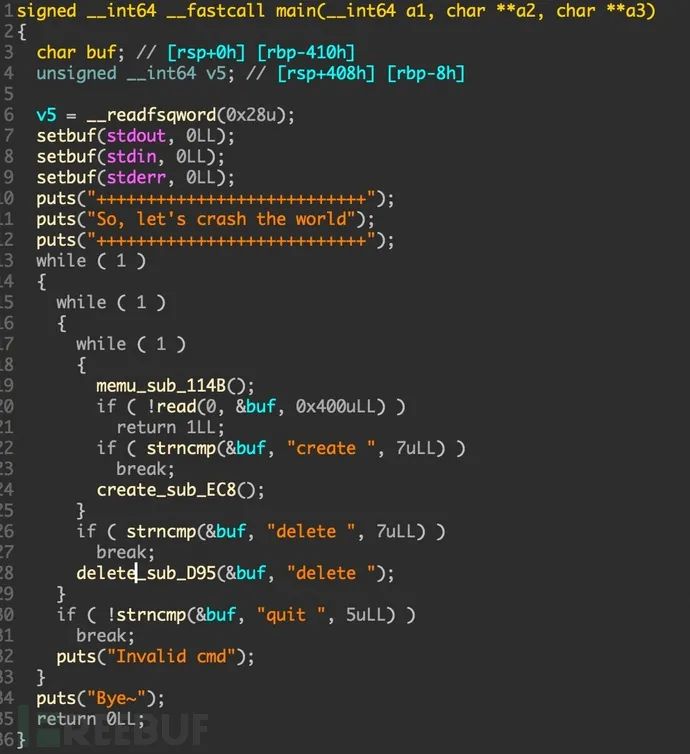 1 signed __int64 __fastcall main(__int64 a1, char **a2, char **a3)
2 {
3   char buf; // [rsp+0h] [rbp-410h]
4   unsigned __int64 v5; // [rsp+408h] [rbp-8h]
5
6   v5 = __readfsqword(0x28u);
7   setbuf(stdout, 0LL);
8   setbuf(stdin, 0LL);
9   setbuf(stderr, 0LL);
10   puts("+++++++++++++++++++++++++++");
11   puts("So, let's crash the world");
12   puts("+++++++++++++++++++++++++++");
13   while ( 1 )
14   {
15     while ( 1 )
16     {
17       while ( 1 )
18       {
19         memu_sub_114B();
20         if ( !read(0, &buf, 0x400uLL) )
21           return 1LL;
22         if ( strncmp(&buf, "create ", 7uLL) )
23           break;
24         create_sub_EC8();
25       }
26       if ( strncmp(&buf, "delete ", 7uLL) )
27         break;
28       delete_sub_D95(&buf, "delete ");
29     }
30     if ( !strncmp(&buf, "quit ", 5uLL) )
31       break;
32     puts("Invalid cmd");
33   }
34   puts("Bye~");
35   return 0LL;
36 }
FREEBUF